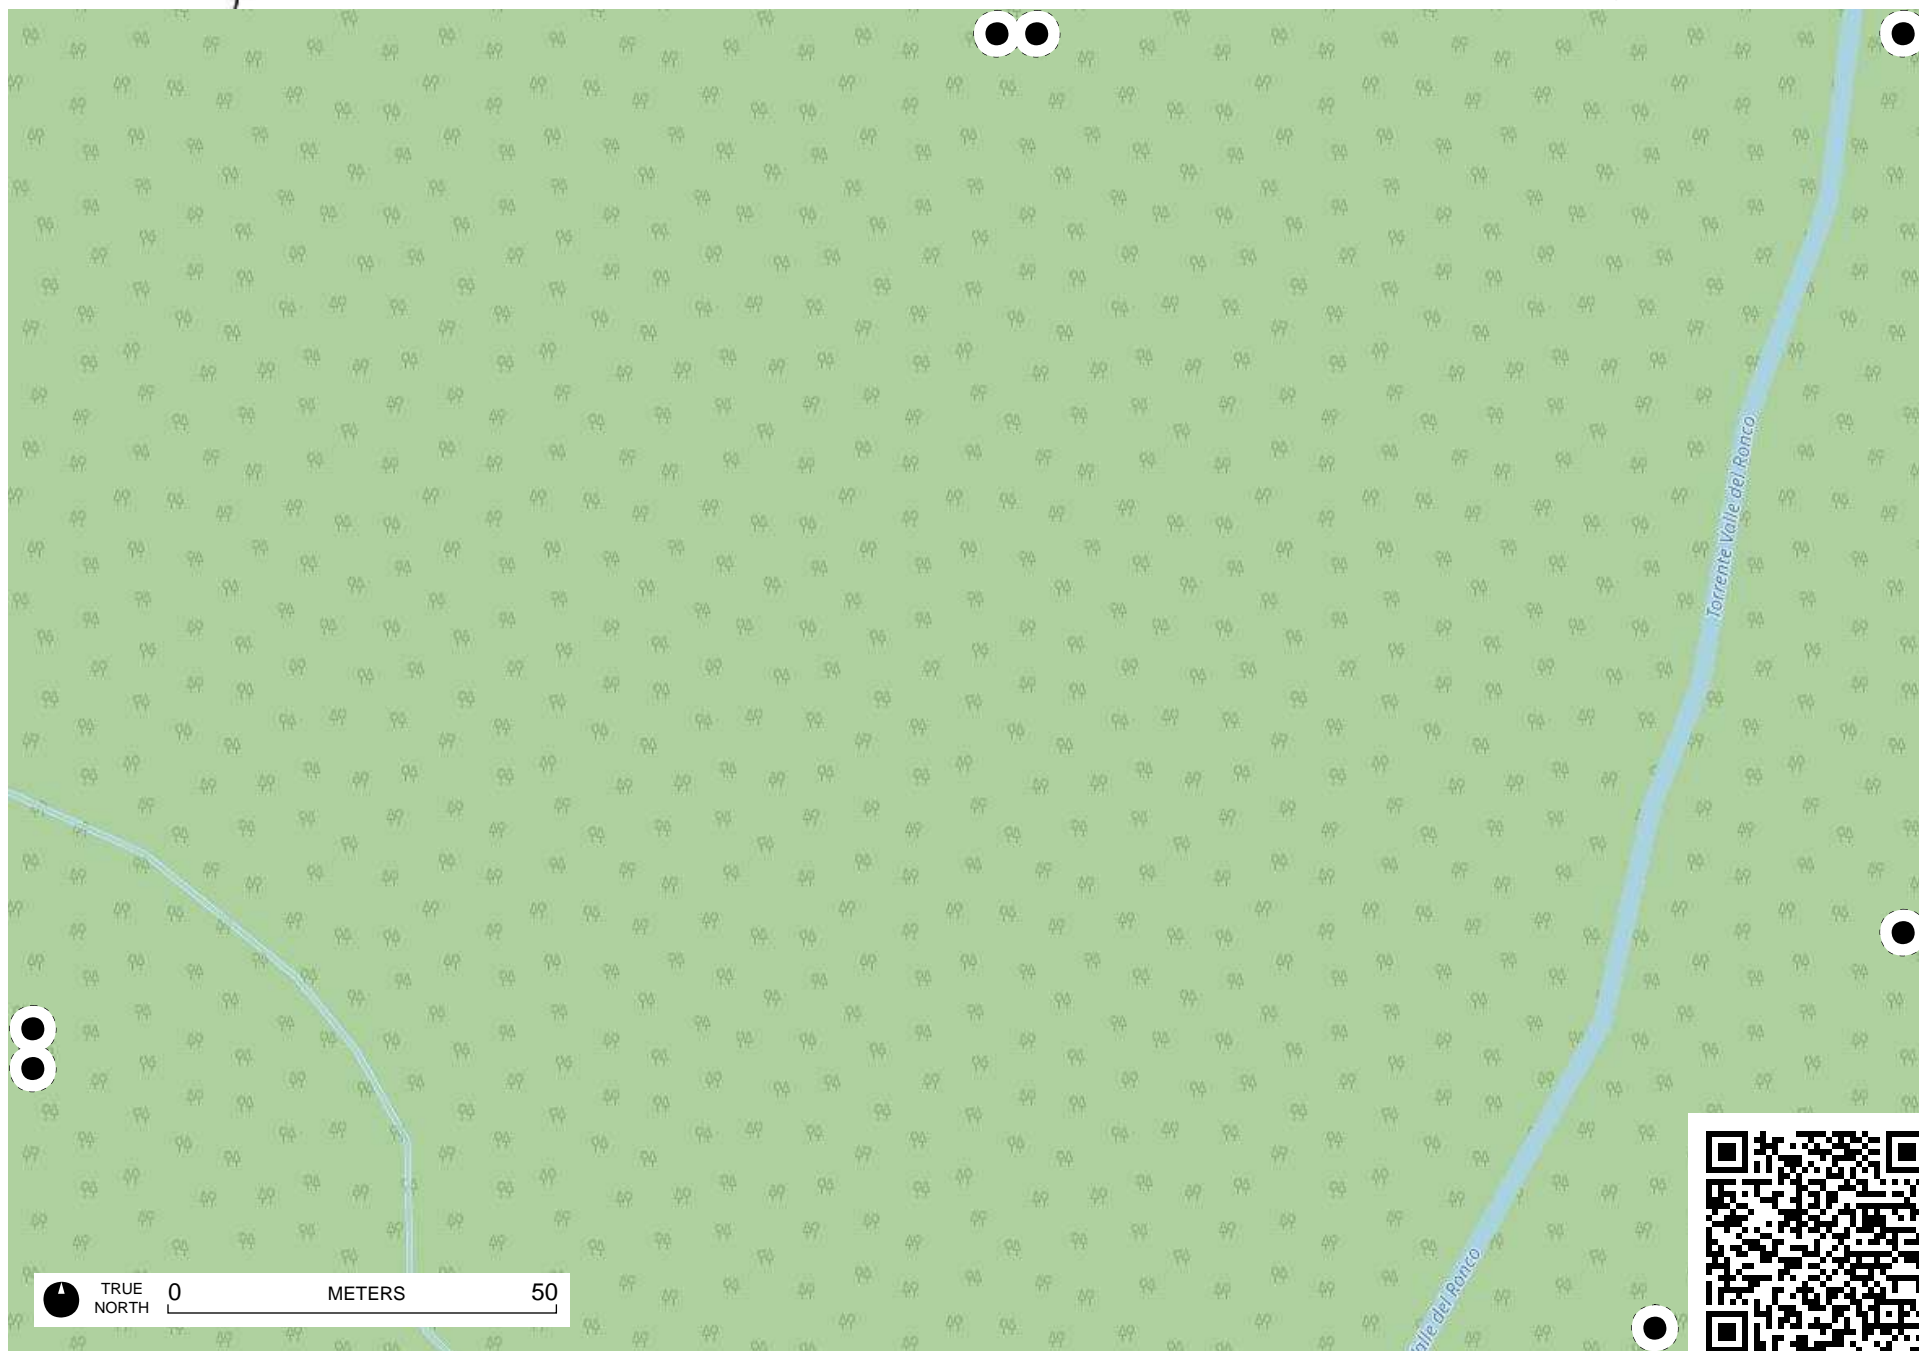 Torrente Valle del Ronco
alle del Ronco
TRUE
NORTH
0 METERS 50